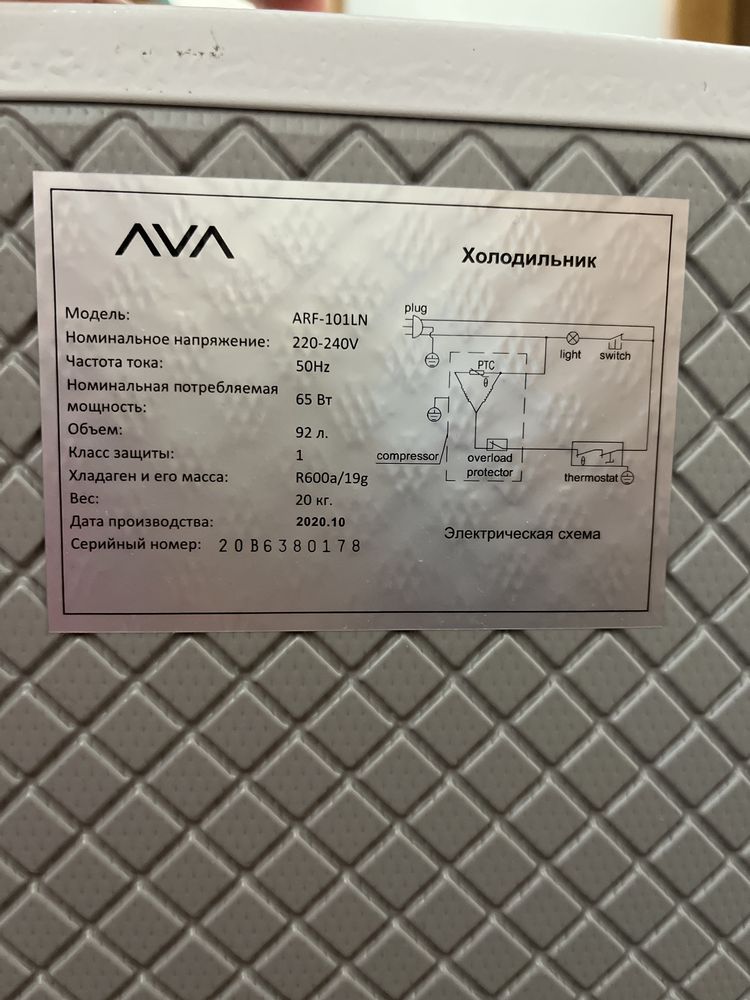 AVA
Холодильник
Модель: ARF-101LN
Номинальное напряжение: 220-240V
Частота тока: 50Hz
Номинальная потребляемая
мощность: 65 Вт
Объем: 92 л.
Класс защиты: 1
Хладаген и его масса: R600a/19g
Вес: 20 кг.
Дата производства: 2020.10
Серийный номер: 20B6380178
plug
light
switch
PTC
θ
compressor
overload
protector
θ
thermostat
Электрическая схема